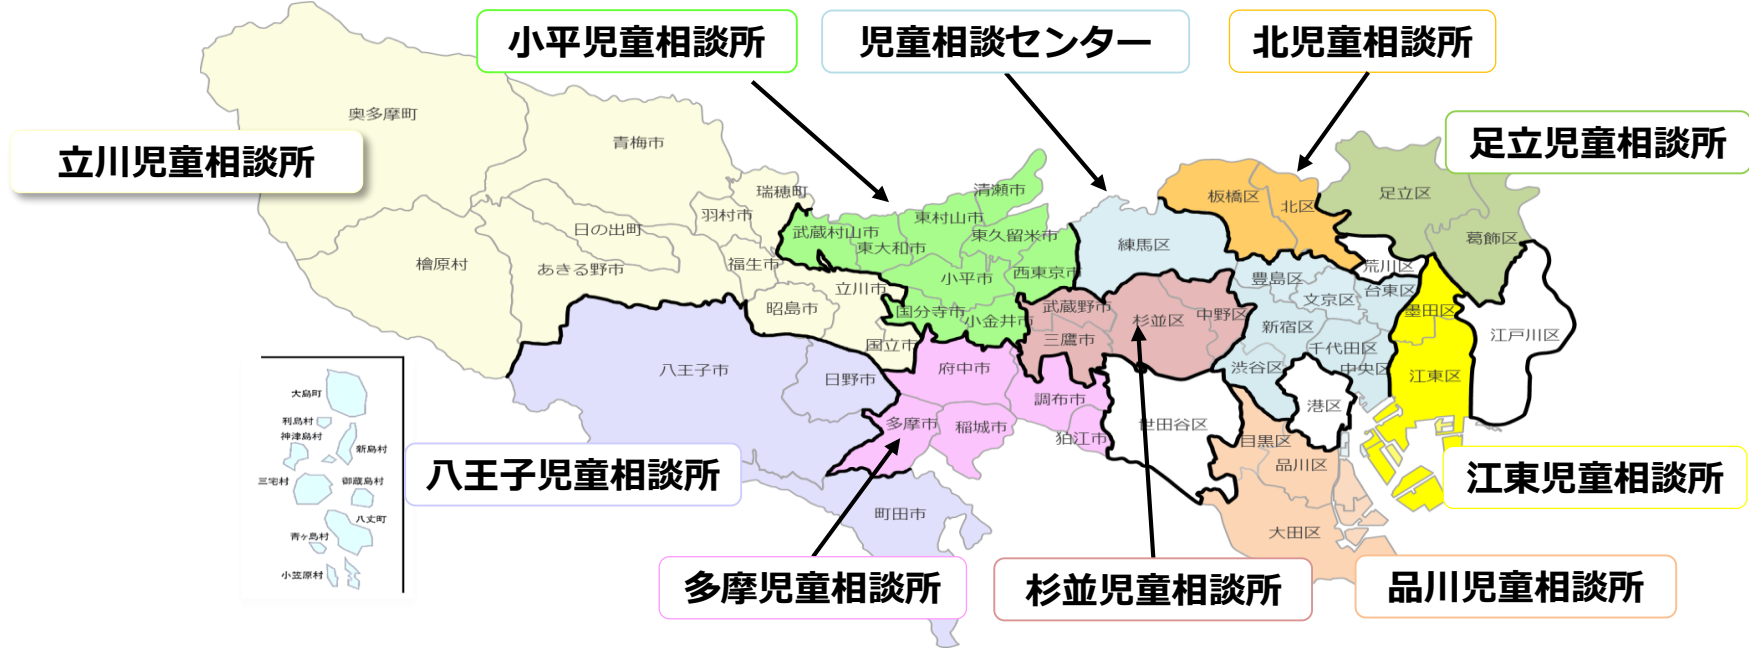 小平児童相談所
児童相談センター
北児童相談所
足立児童相談所
立川児童相談所
奥多摩町
青梅市
瑞穂町
清瀬市
板橋区
北区
足立区
羽村市
武蔵村山市
東村山市
東久留米市
日の出町
東大和市
練馬区
葛飾区
檜原村
あきる野市
福生市
小平市
西東京市
荒川区
豊島区
立川市
文京区
台東区
昭島市
国分寺市
小金井市
武蔵野市
杉並区
中野区
新宿区
墨田区
江戸川区
国立市
三鷹市
千代田区
八王子市
日野市
府中市
渋谷区
中央区
江東区
大島町
調布市
港区
利島村
神津島村
新島村
多摩市
稲城市
狛江市
世田谷区
目黒区
品川区
八王子児童相談所
江東児童相談所
三宅村
御蔵島村
八丈町
青ヶ島村
小笠原村
町田市
大田区
多摩児童相談所
杉並児童相談所
品川児童相談所